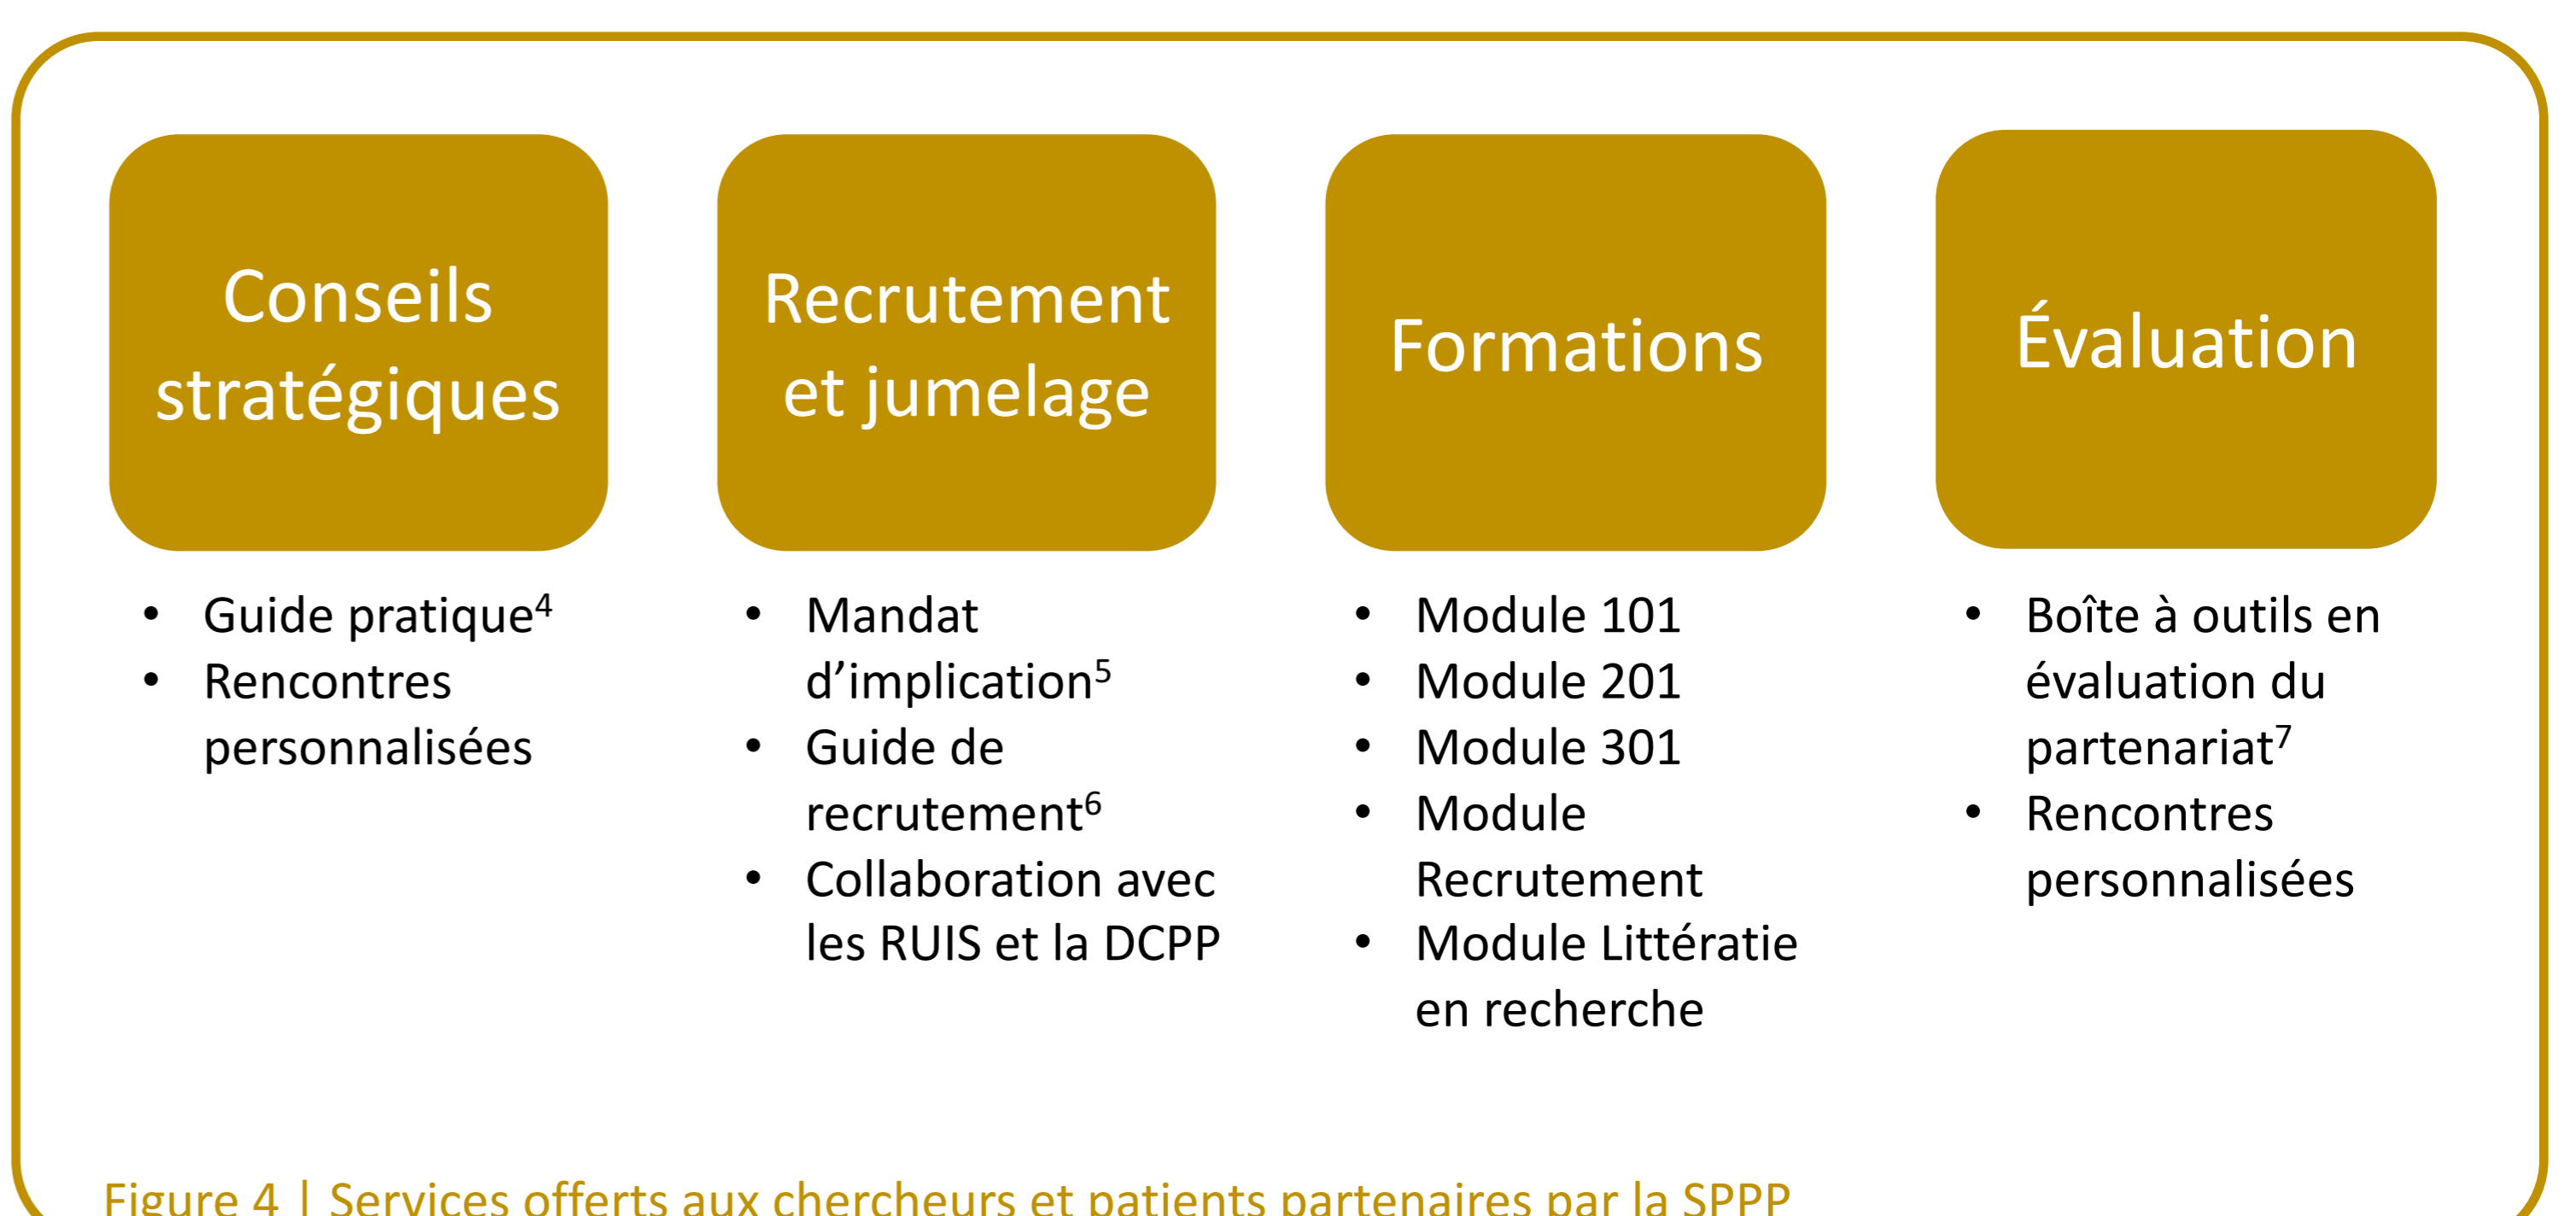 Conseils
stratégiques
• Guide pratique⁴
• Rencontres
personnalisées
Recrutement
et jumelage
• Mandat
d’implication⁵
• Guide de
recrutement⁶
• Collaboration avec
les RUIS et la DCPP
Formations
• Module 101
• Module 201
• Module 301
• Module
Recrutement
• Module Littératie
en recherche
Évaluation
• Boîte à outils en
évaluation du
partenariat⁷
• Rencontres
personnalisées
Figure 4 | Services offerts aux chercheurs et patients partenaires par la SPPP